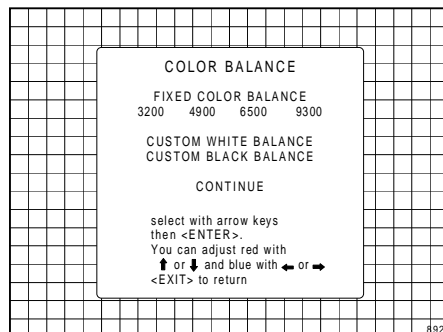 COLOR BALANCE
FIXED COLOR BALANCE
3200 4900 6500 9300
CUSTOM WHITE BALANCE
CUSTOM BLACK BALANCE
CONTINUE
select with arrow keys
then <ENTER>.
You can adjust red with
⬆ or ⬇ and blue with ⬅ or ➡
<EXIT> to return